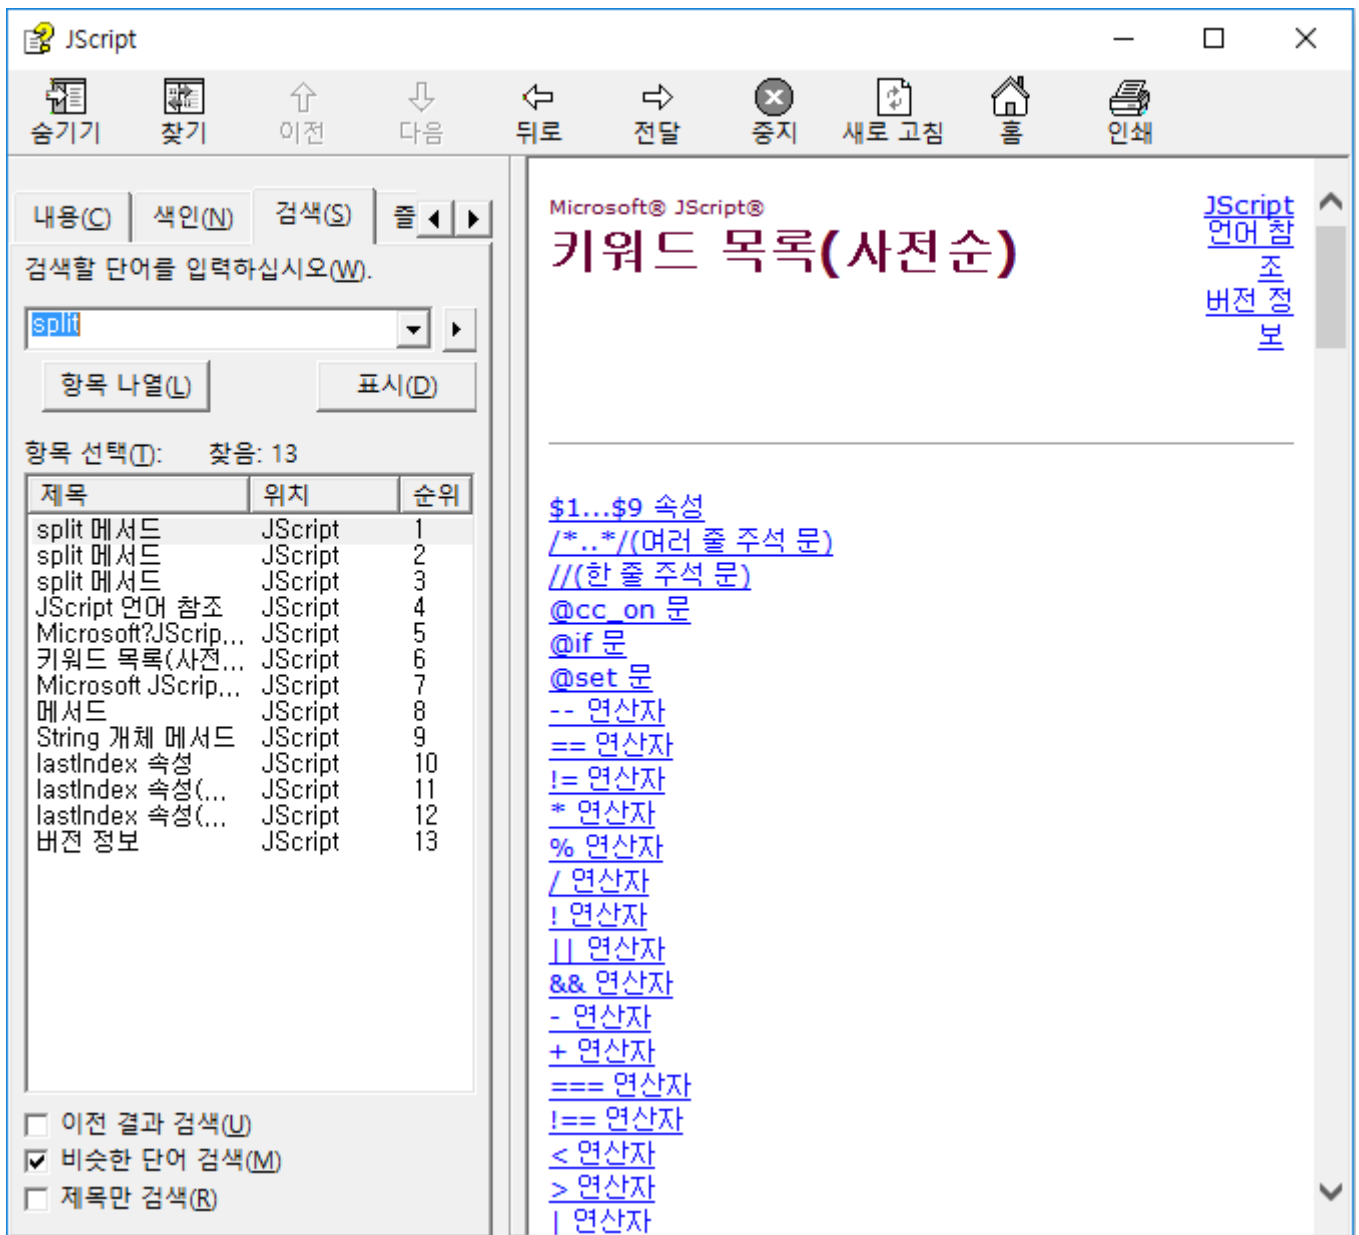 JScript
숨기기 찾기 이전 다음 뒤로 전달 중지 새로 고침 홈 인쇄
내용(C) 색인(N) 검색(S) 즐
검색할 단어를 입력하십시오(W).
split
항목 나열(L) 표시(D)
항목 선택(T): 찾음: 13
제목 위치 순위
split 메서드 JScript 1
split 메서드 JScript 2
split 메서드 JScript 3
JScript 언어 참조 JScript 4
Microsoft?JScrip... JScript 5
키워드 목록(사전... JScript 6
Microsoft JScrip... JScript 7
메서드 JScript 8
String 개체 메서드 JScript 9
lastIndex 속성 JScript 10
lastIndex 속성(... JScript 11
lastIndex 속성(... JScript 12
버전 정보 JScript 13
이전 결과 검색(U)
비슷한 단어 검색(M)
제목만 검색(R)
Microsoft® JScript®
키워드 목록(사전순)
JScript
언어 참
조
버전 정
보
$1...$9 속성
/*..*/(여러 줄 주석 문)
//(한 줄 주석 문)
@cc_on 문
@if 문
@set 문
-- 연산자
== 연산자
!= 연산자
* 연산자
% 연산자
/ 연산자
! 연산자
|| 연산자
&& 연산자
- 연산자
+ 연산자
=== 연산자
!== 연산자
< 연산자
> 연산자
| 연산자